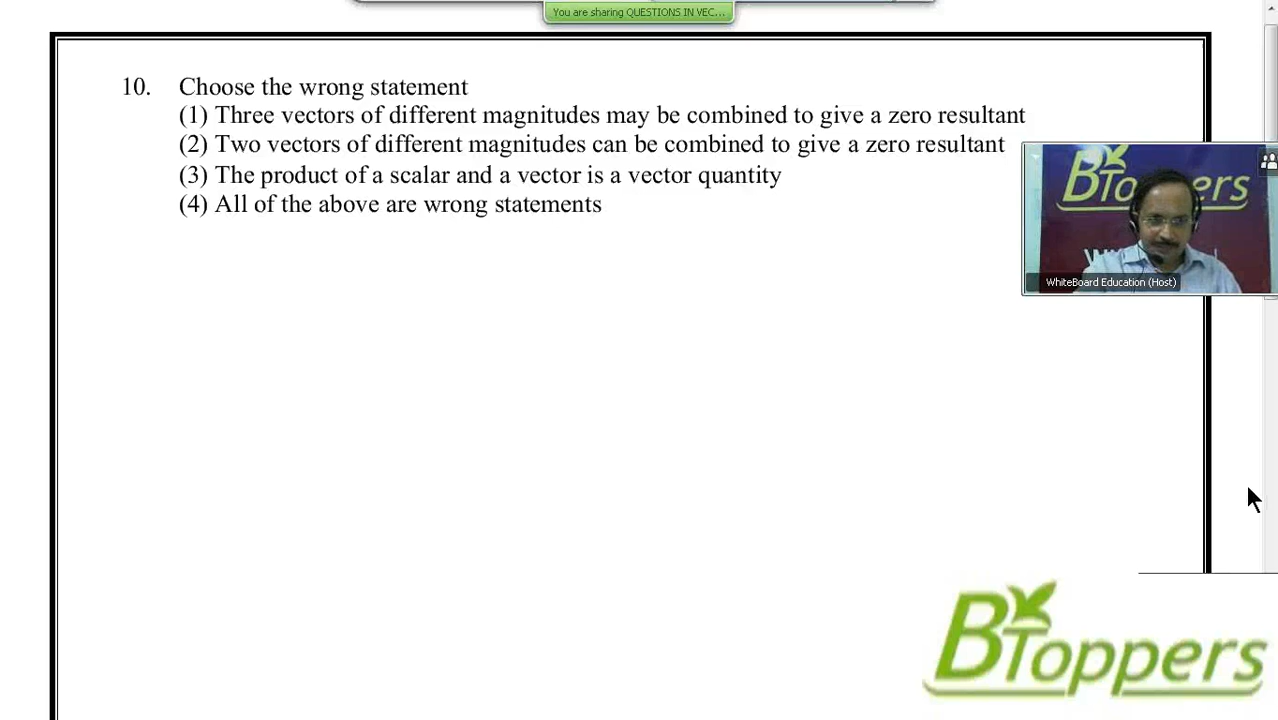 You are sharing QUESTIONS IN VEC...
10. Choose the wrong statement
(1) Three vectors of different magnitudes may be combined to give a zero resultant
(2) Two vectors of different magnitudes can be combined to give a zero resultant
(3) The product of a scalar and a vector is a vector quantity
(4) All of the above are wrong statements
BToppers
WhiteBoard Education (Host)
BToppers